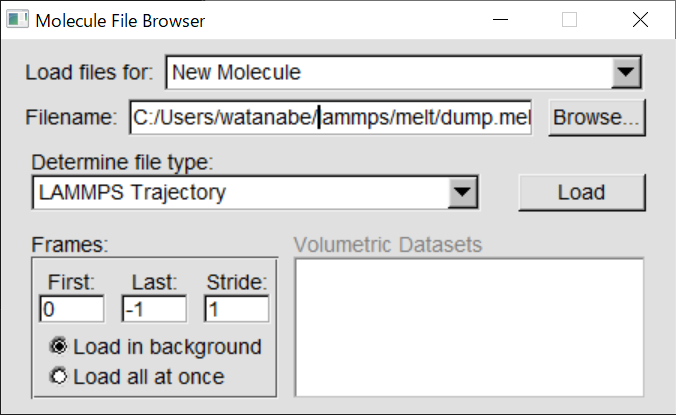 Molecule File Browser
Load files for: New Molecule
Filename: C:/Users/watanabe/lammps/melt/dump.mel Browse...
Determine file type:
LAMMPS Trajectory Load
Frames: Volumetric Datasets
First: Last: Stride:
0 -1 1
Load in background
Load all at once